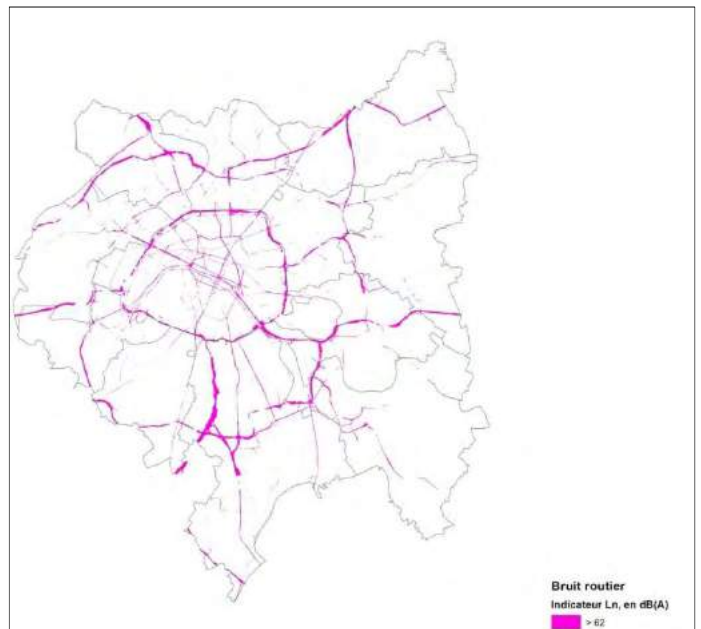 Bruit routier
Indicateur Ln, en dB(A)
> 62